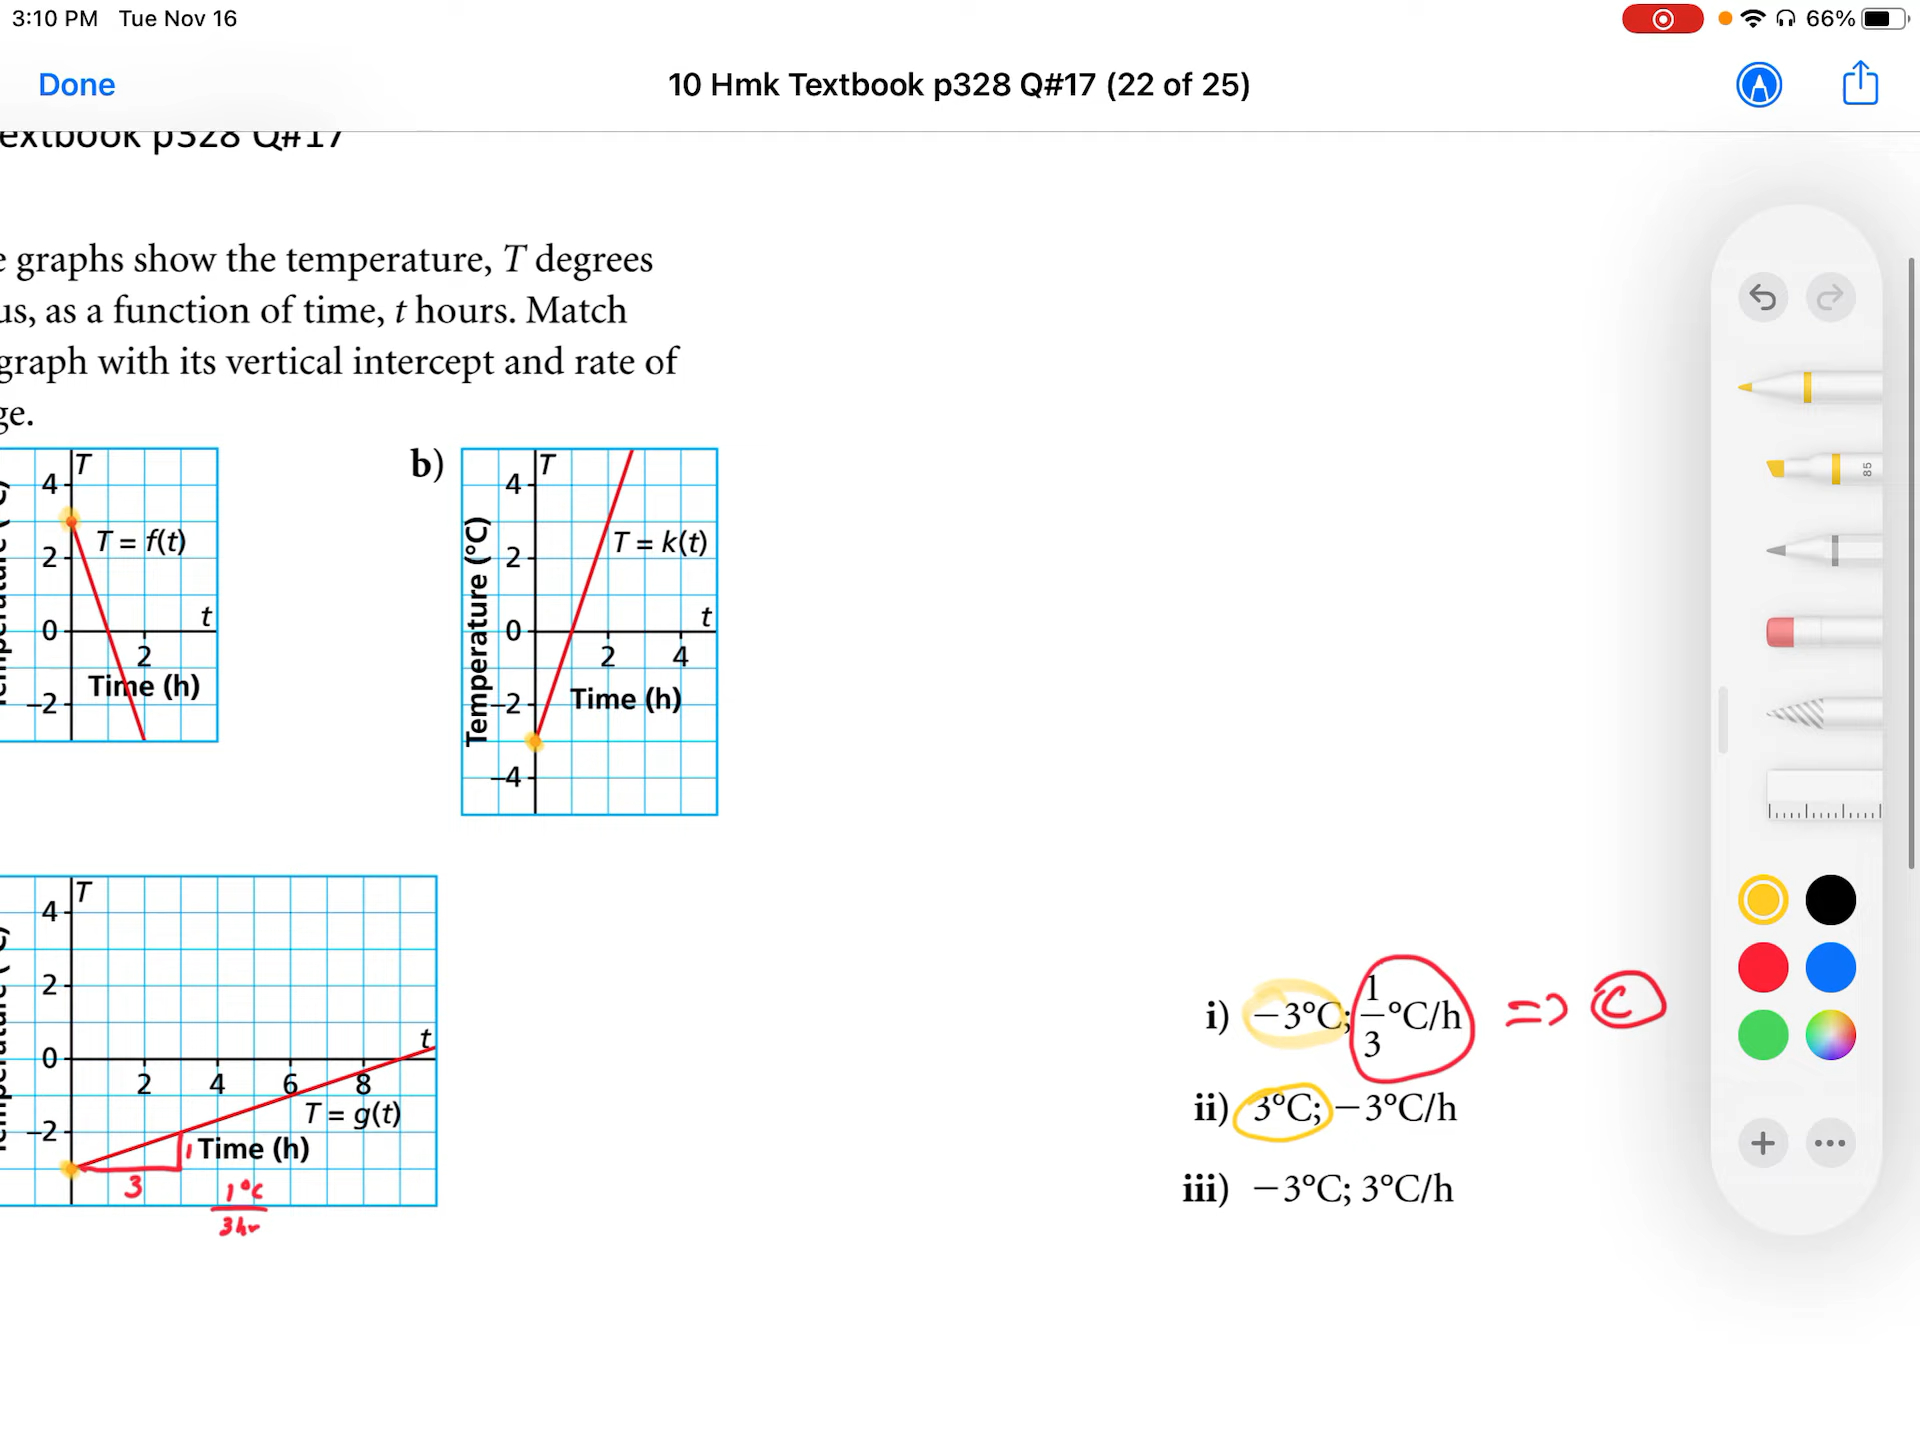 3:10 PM Tue Nov 16
66%
Done
10 Hmk Textbook p328 Q#17 (22 of 25)
extbook p328 Q#17
e graphs show the temperature, T degrees
us, as a function of time, t hours. Match
graph with its vertical intercept and rate of
ge.
T
4
2
0
−2
T = f(t)
t
2
Time (h)
b)
Temperature (°C)
T
4
2
0
−2
−4
T = k(t)
t
2 4
Time (h)
T
4
2
0
−2
t
2 4 6 8
T = g(t)
Time (h)
1
3
1°C
3hr
i) −3°C; 1/3 °C/h => C
ii) 3°C; −3°C/h
iii) −3°C; 3°C/h
85